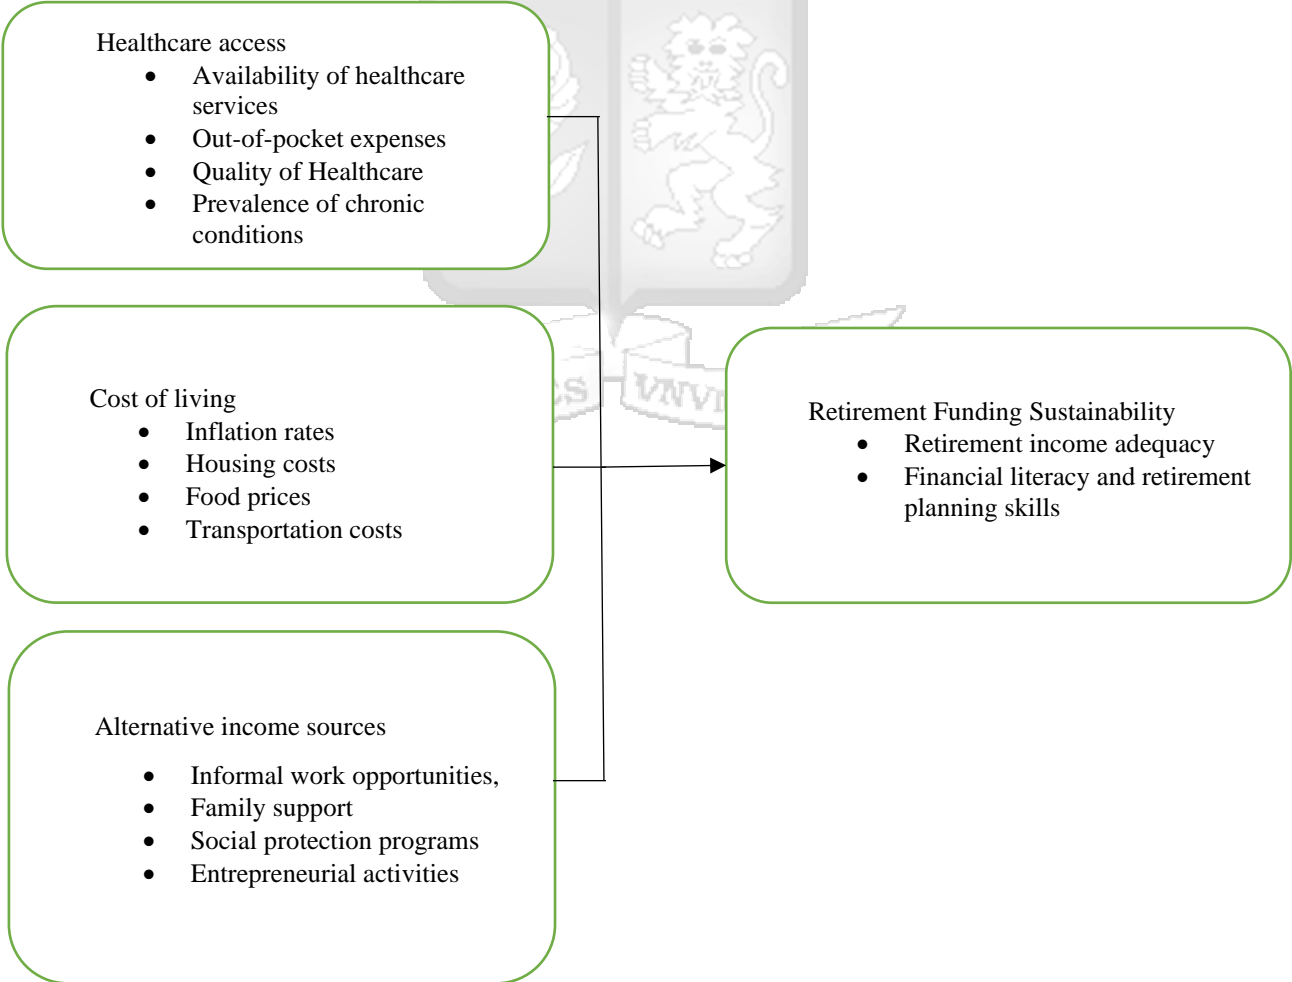 Healthcare access
• Availability of healthcare
services
• Out-of-pocket expenses
• Quality of Healthcare
• Prevalence of chronic
conditions
Cost of living
• Inflation rates
• Housing costs
• Food prices
• Transportation costs
Alternative income sources
• Informal work opportunities,
• Family support
• Social protection programs
• Entrepreneurial activities
Retirement Funding Sustainability
• Retirement income adequacy
• Financial literacy and retirement
planning skills